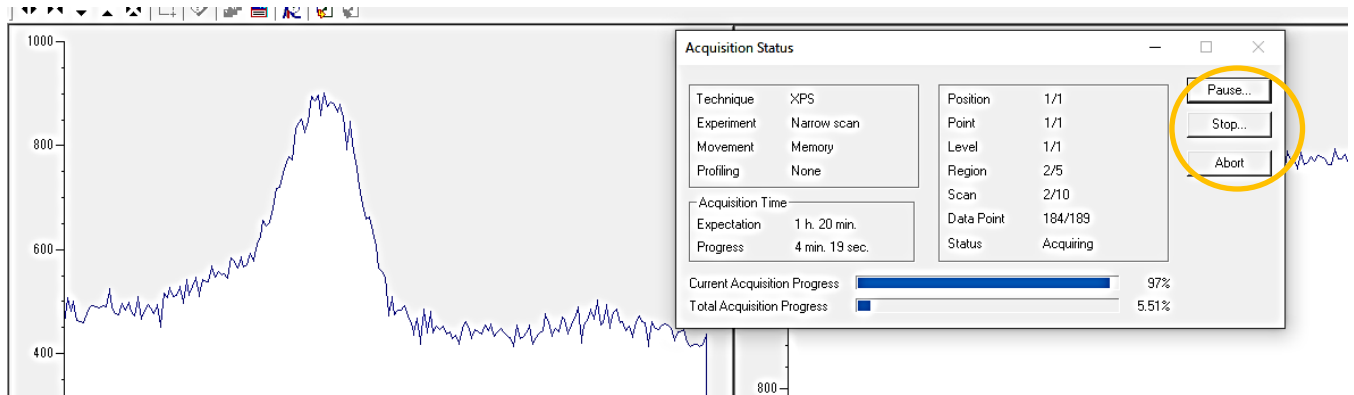 1000
800
600
400
800
Acquisition Status
Technique XPS
Experiment Narrow scan
Movement Memory
Profiling None
Acquisition Time
Expectation 1 h. 20 min.
Progress 4 min. 19 sec.
Position 1/1
Point 1/1
Level 1/1
Region 2/5
Scan 2/10
Data Point 184/189
Status Acquiring
Pause...
Stop...
Abort
Current Acquisition Progress 97%
Total Acquisition Progress 5.51%